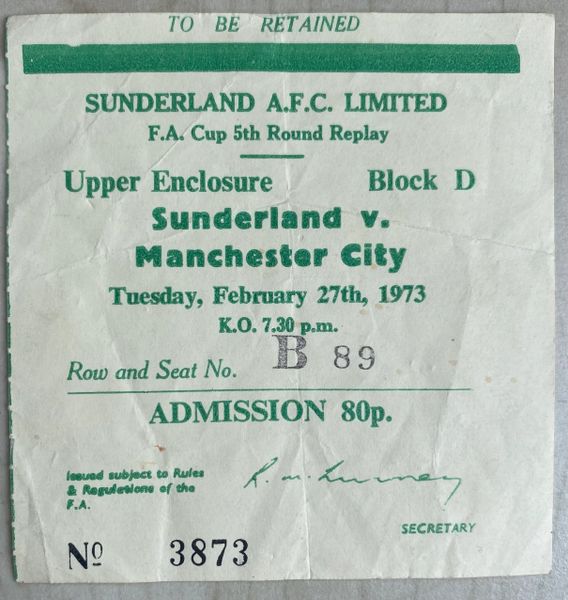 TO BE RETAINED
SUNDERLAND A.F.C. LIMITED
F.A. Cup 5th Round Replay
Upper Enclosure Block D
Sunderland v.
Manchester City
Tuesday, February 27th, 1973
K.O. 7.30 p.m.
Row and Seat No. B 89
ADMISSION 80p.
Issued subject to Rules
& Regulations of the
F.A.
SECRETARY
Nº 3873